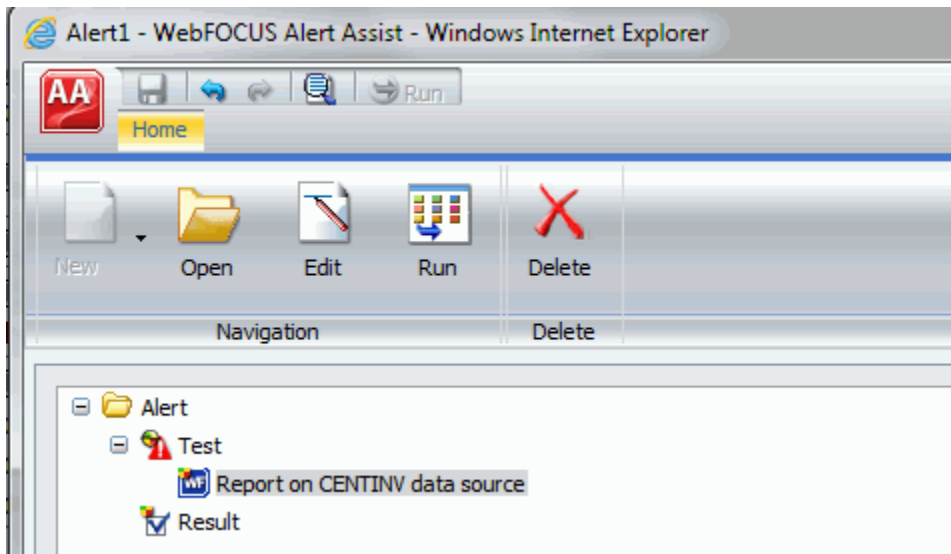 Alert1 - WebFOCUS Alert Assist - Windows Internet Explorer
AA
Run
Home
New Open Edit Run Delete
Navigation Delete
Alert
Test
WF Report on CENTINV data source
Result